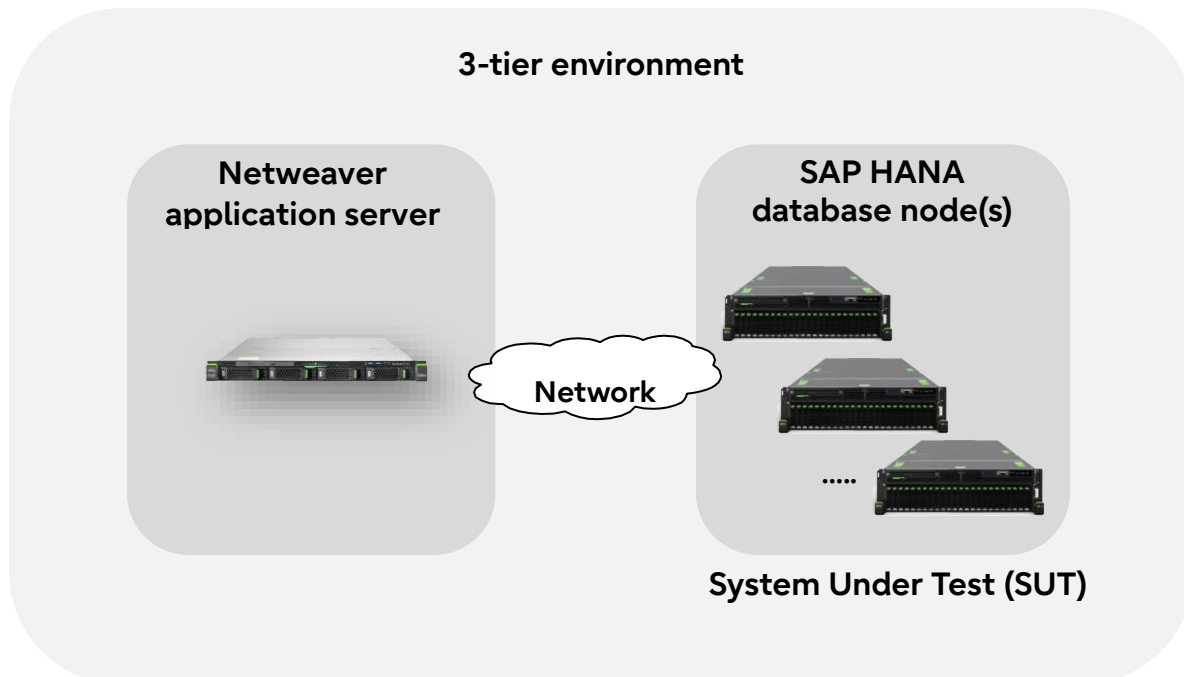 3-tier environment
Netweaver
application server
SAP HANA
database node(s)
Network
.....
System Under Test (SUT)